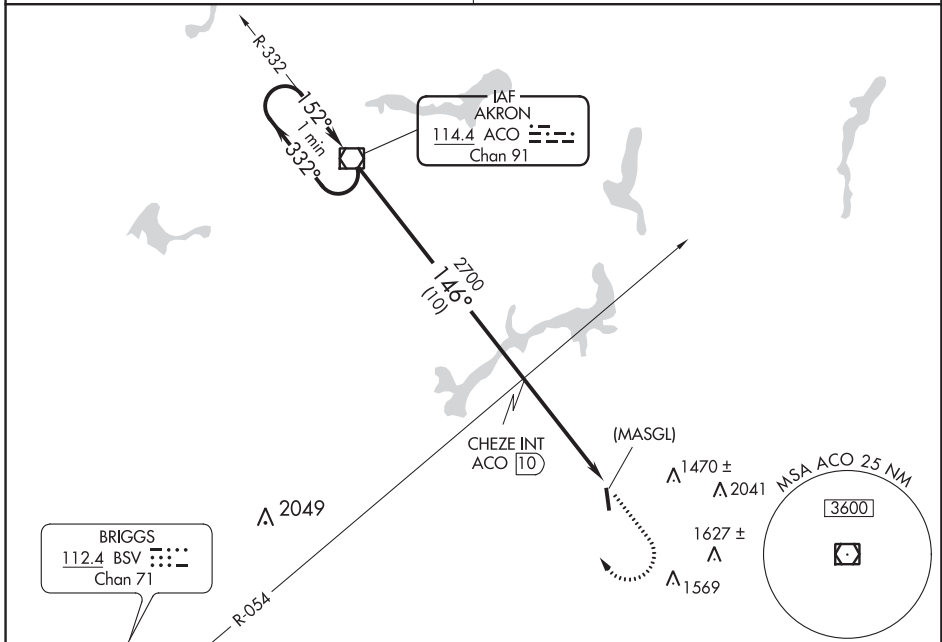 R-332
152°
1 min
332°
IAF
AKRON
114.4 ACO
Chan 91
2700
146°
(10)
CHEZE INT
ACO 10
(MASGL)
1470 ±
2041
MSA ACO 25 NM
3600
2049
1627 ±
1569
BRIGGS
112.4 BSV
Chan 71
R-054